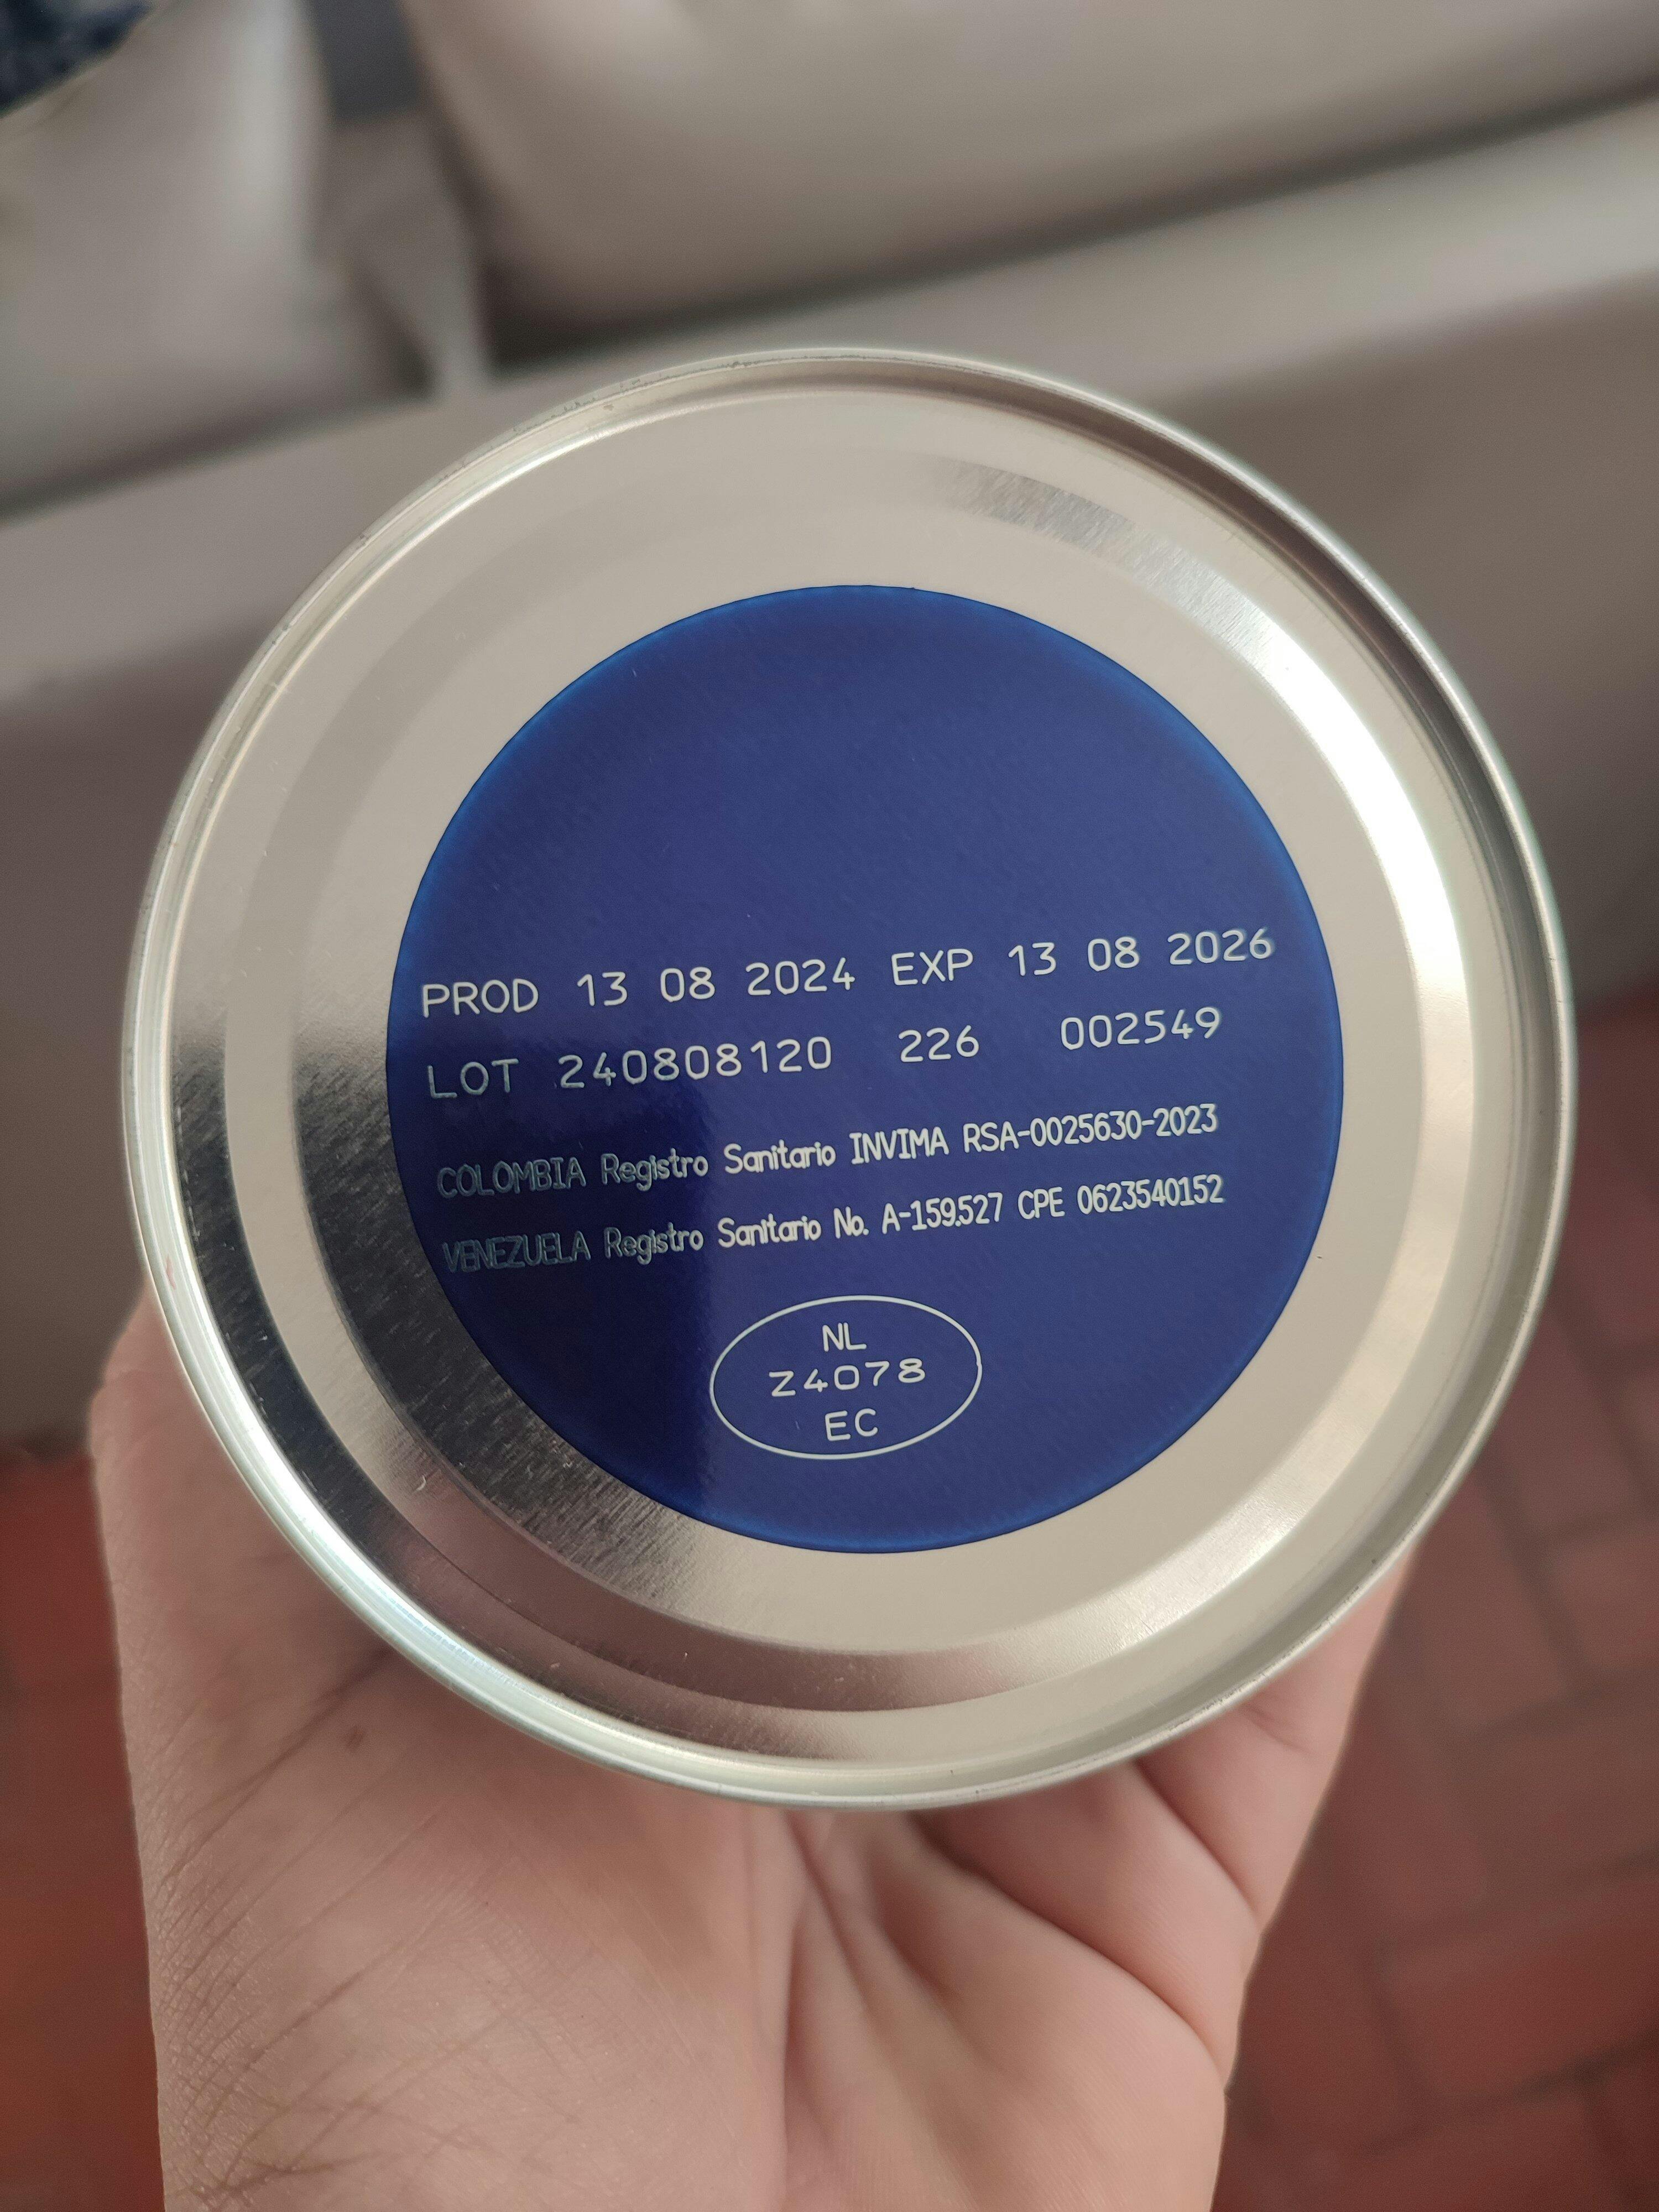 PROD 13 08 2024 EXP 13 08 2026
LOT 240808120 226 002549
COLOMBIA Registro Sanitario INVIMA RSA-0025630-2023
VENEZUELA Registro Sanitario No. A-159.527 CPE 0623540152
NL
Z4078
EC